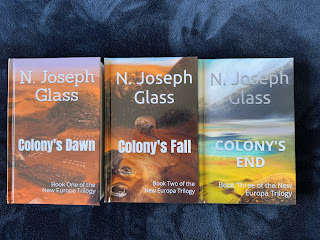 N. Joseph
Glass
Colony's Dawn
Book One of the
New Europa Trilogy
N. Joseph
Glass
Colony's Fall
Book Two of the
New Europa Trilogy
N. Joseph
Glass
COLONY'S
END
Book Three of the New
Europa Trilogy